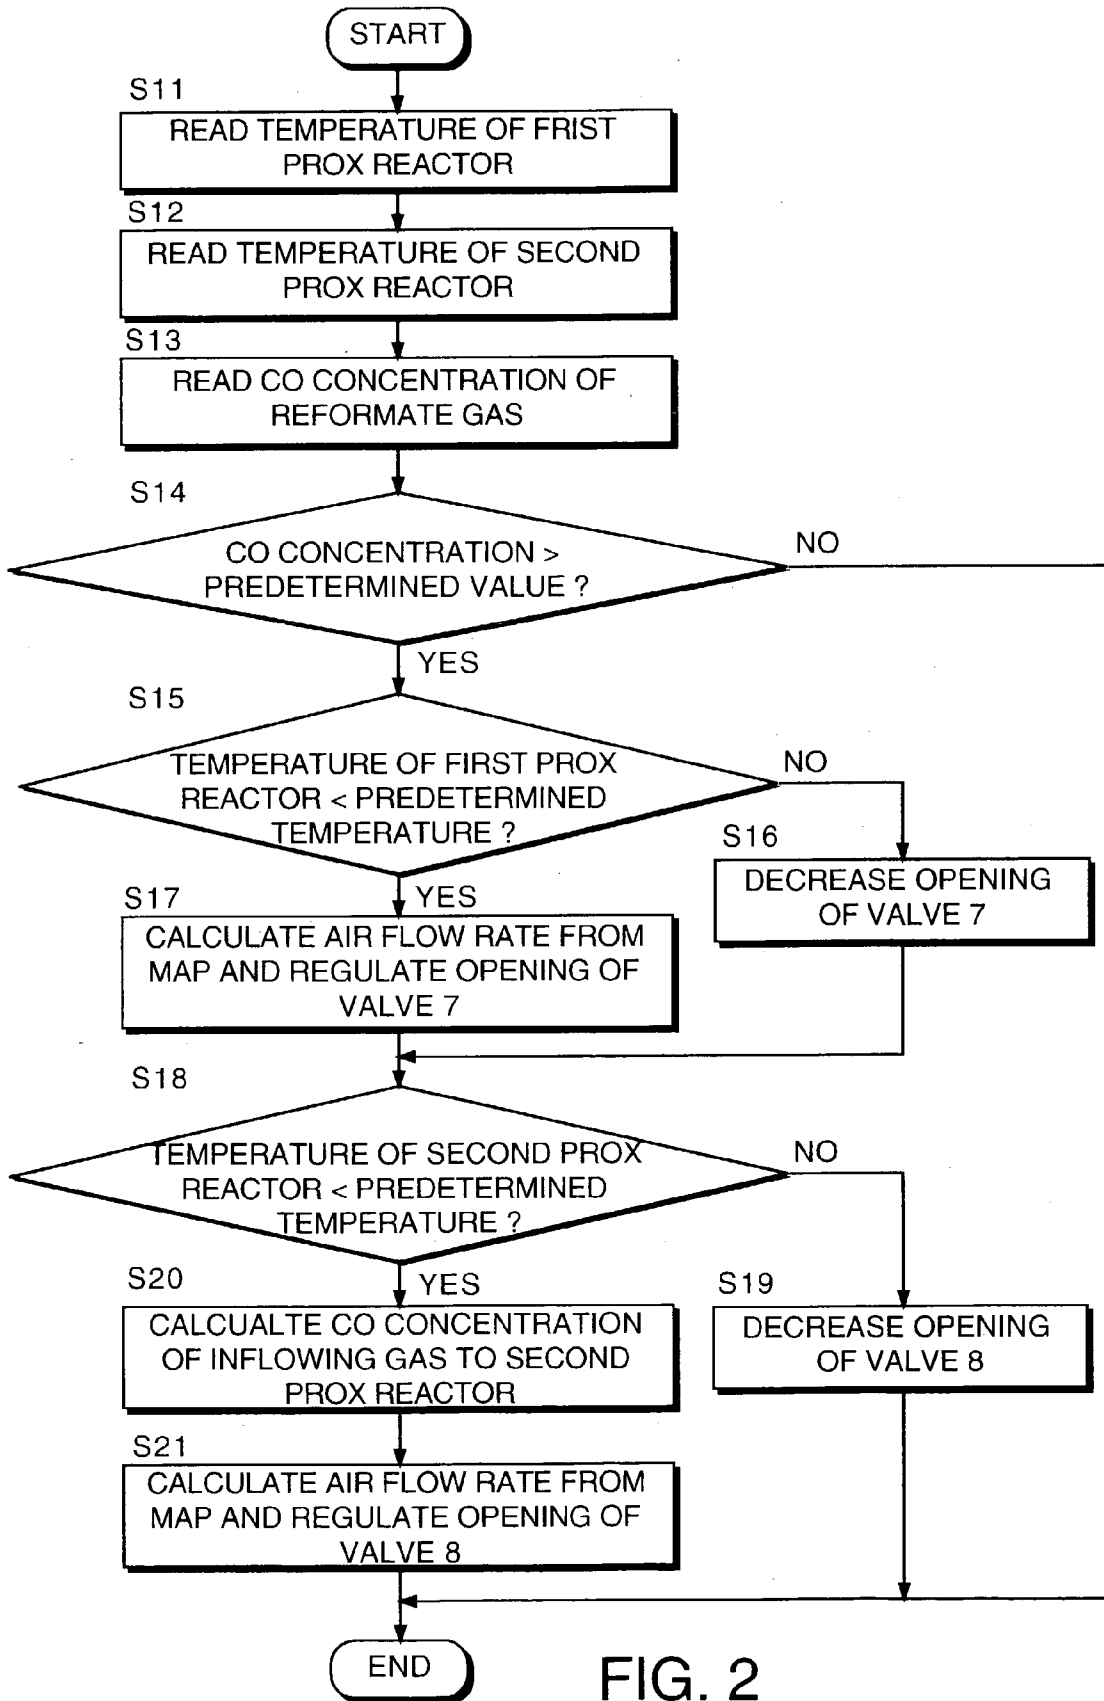 START
S11
READ TEMPERATURE OF FRIST
PROX REACTOR
S12
READ TEMPERATURE OF SECOND
PROX REACTOR
S13
READ CO CONCENTRATION OF
REFORMATE GAS
S14
CO CONCENTRATION >
PREDETERMINED VALUE ?
NO
YES
S15
TEMPERATURE OF FIRST PROX
REACTOR < PREDETERMINED
TEMPERATURE ?
NO
S16
DECREASE OPENING
OF VALVE 7
YES
S17
CALCULATE AIR FLOW RATE FROM
MAP AND REGULATE OPENING OF
VALVE 7
S18
TEMPERATURE OF SECOND PROX
REACTOR < PREDETERMINED
TEMPERATURE ?
NO
S19
DECREASE OPENING
OF VALVE 8
YES
S20
CALCUALTE CO CONCENTRATION
OF INFLOWING GAS TO SECOND
PROX REACTOR
S21
CALCULATE AIR FLOW RATE FROM
MAP AND REGULATE OPENING OF
VALVE 8
END
FIG. 2